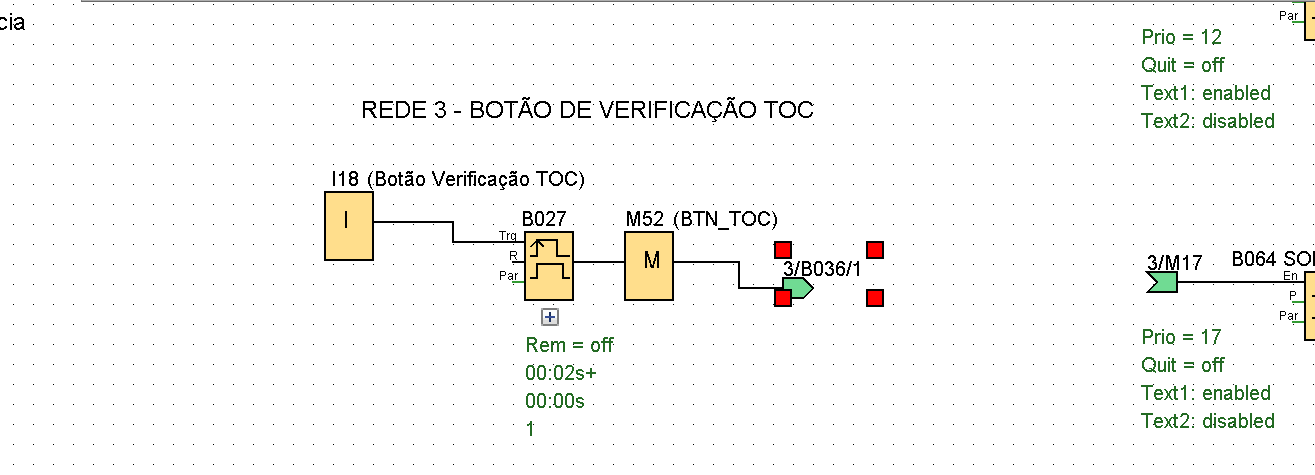 cia
Par
Prio = 12
Quit = off
Text1: enabled
Text2: disabled
REDE 3 - BOTÃO DE VERIFICAÇÃO TOC
I18 (Botão Verificação TOC)
I
B027
Trg
R
Par
M52 (BTN_TOC)
M
3/B036/1
Rem = off
00:02s+
00:00s
1
3/M17
B064
En
P
Par
Prio = 17
Quit = off
Text1: enabled
Text2: disabled